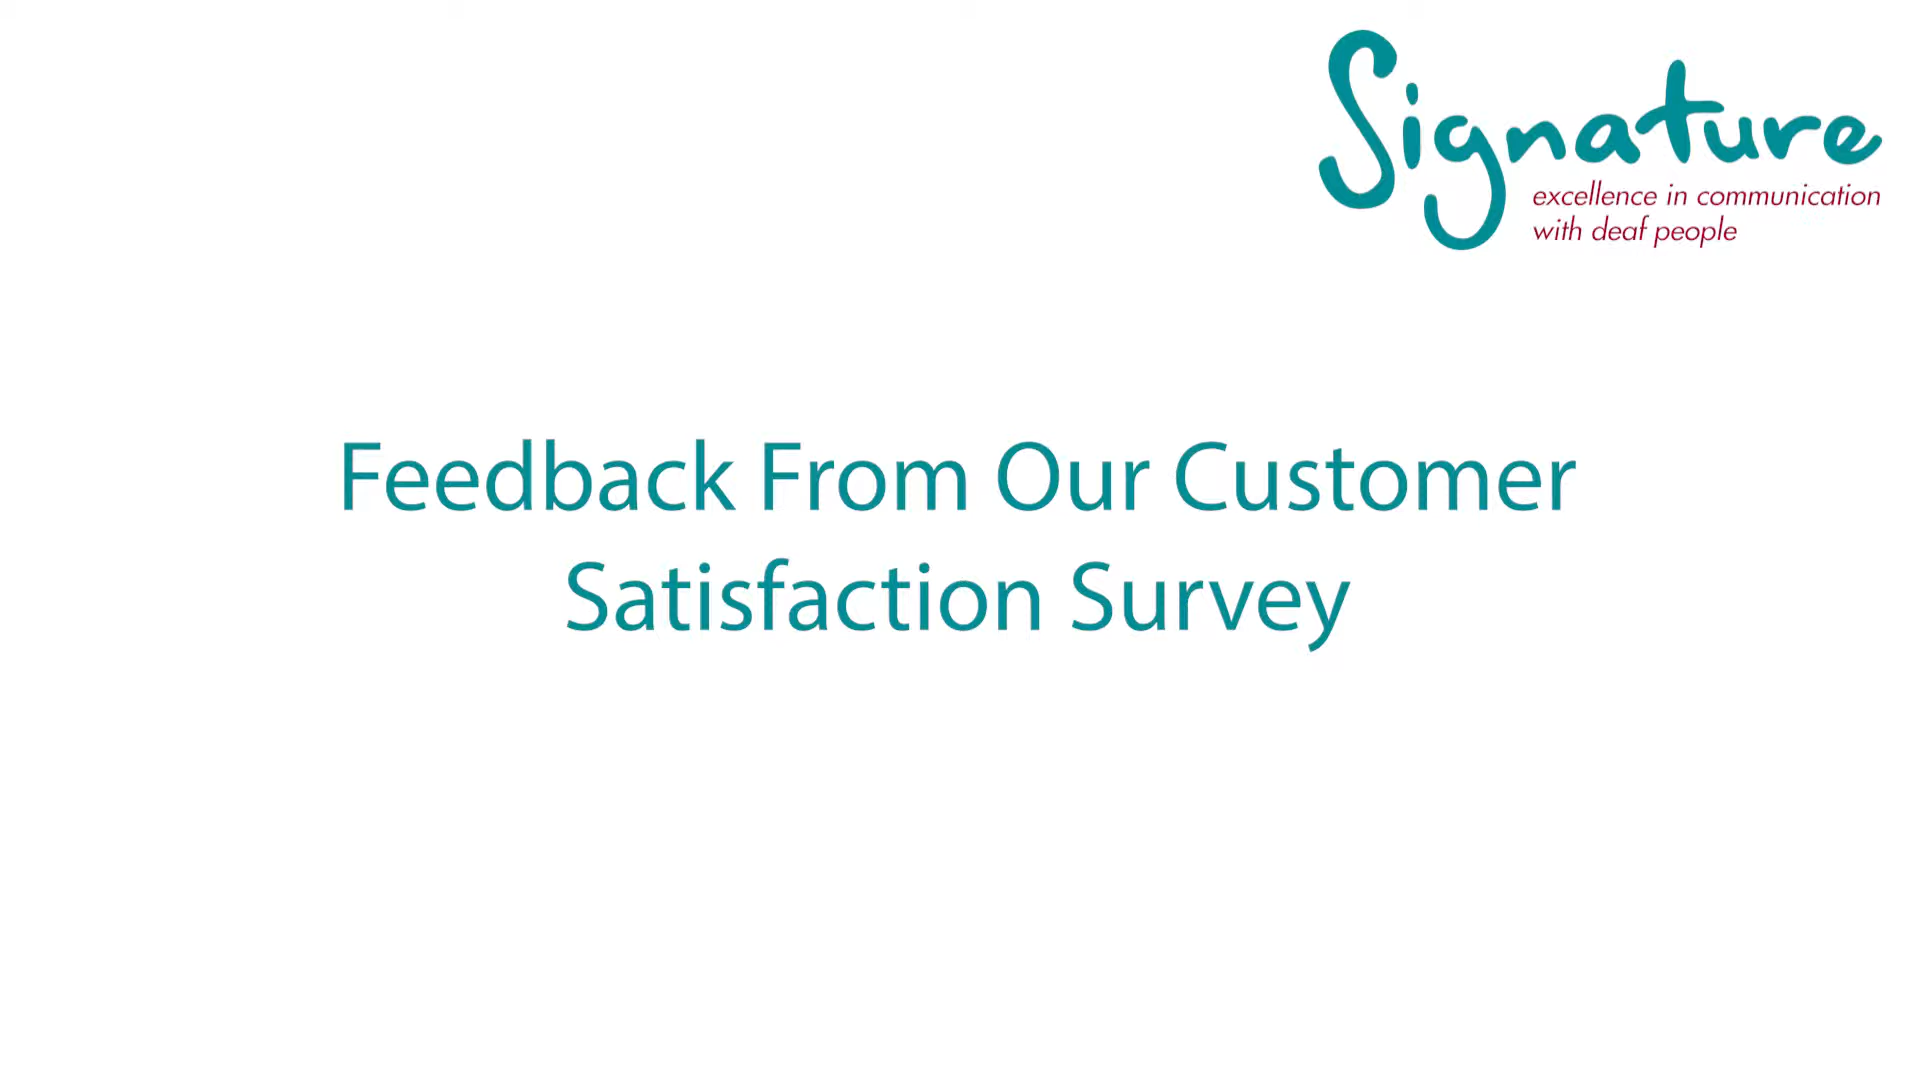 Signature
excellence in communication
with deaf people
Feedback From Our Customer
Satisfaction Survey